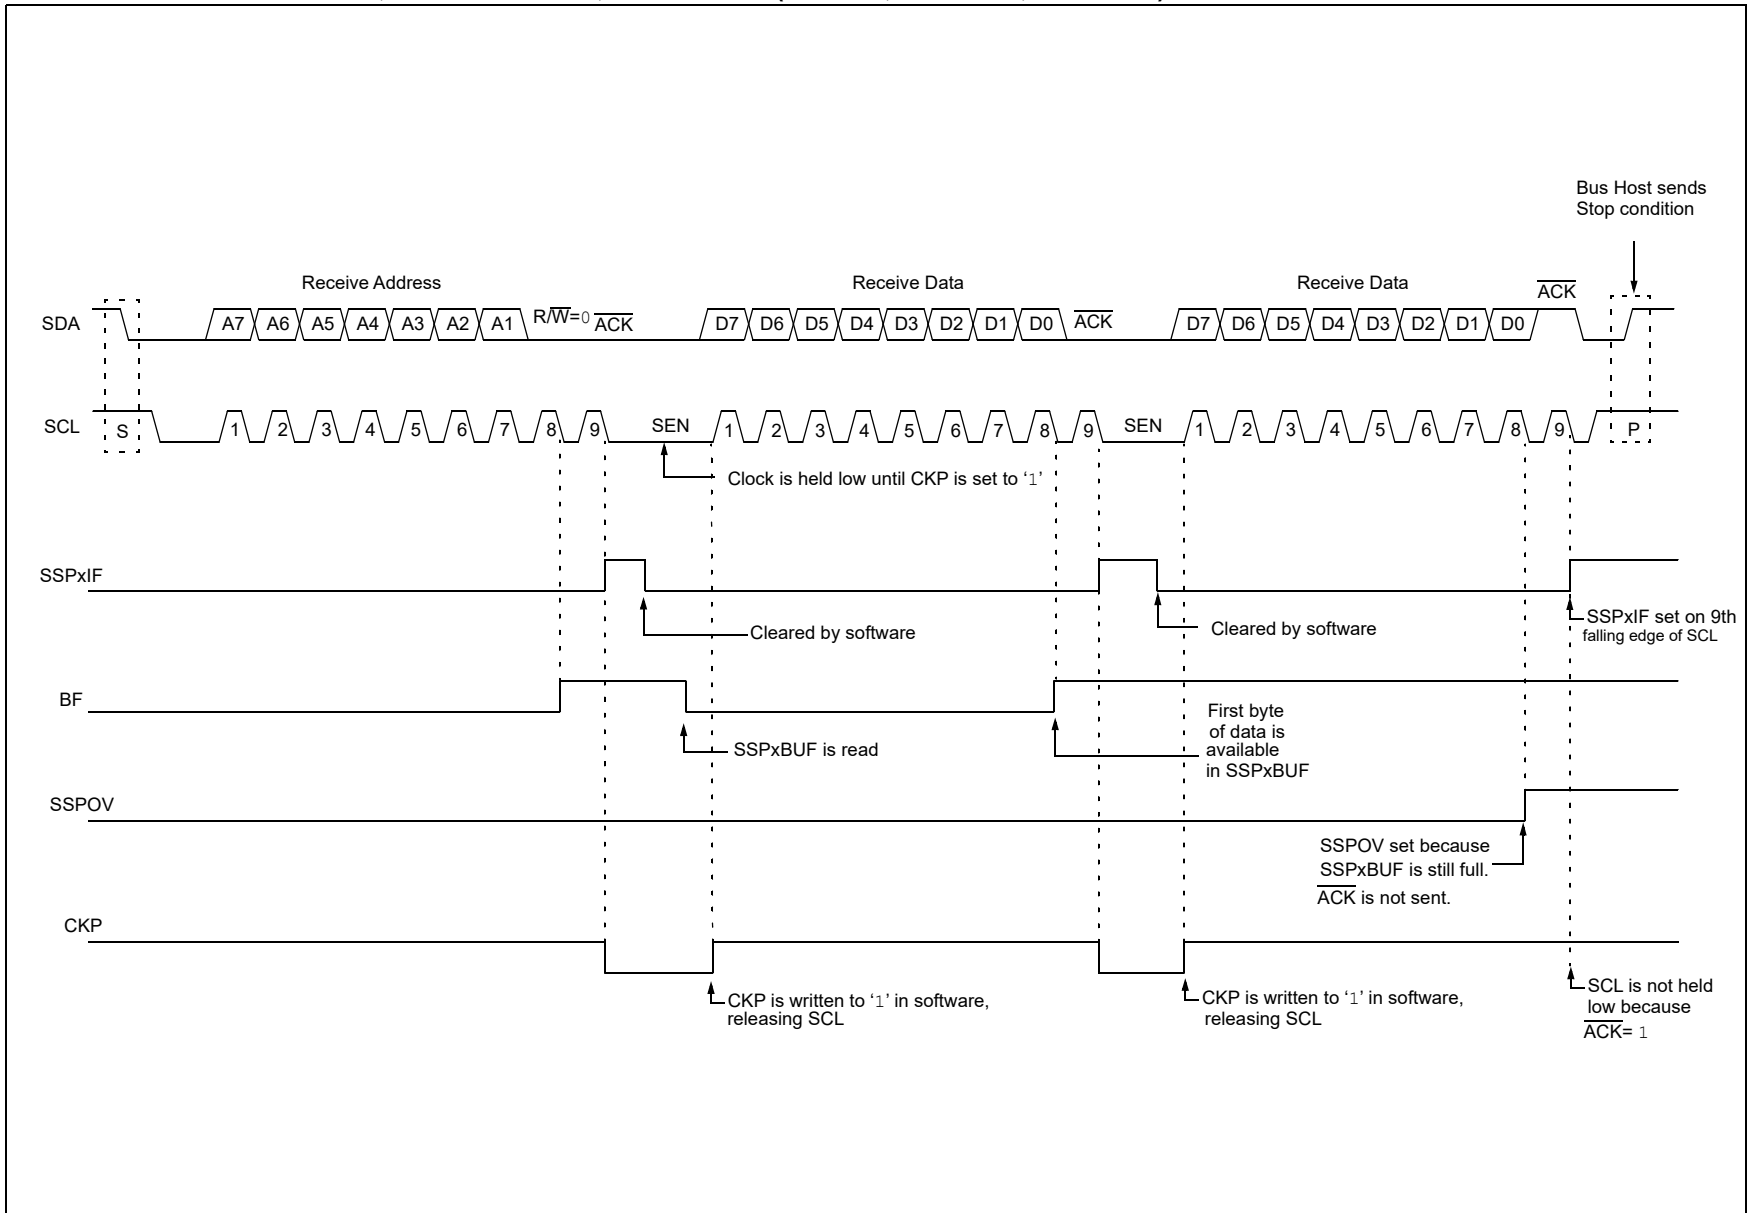 Bus Host sends
Stop condition
Receive Address
Receive Data
Receive Data
ACK
SDA
A7 A6 A5 A4 A3 A2 A1 R/W=0 ACK
D7 D6 D5 D4 D3 D2 D1 D0 ACK
D7 D6 D5 D4 D3 D2 D1 D0
SCL
S
1 2 3 4 5 6 7 8 9 SEN
1 2 3 4 5 6 7 8 9 SEN
1 2 3 4 5 6 7 8 9
P
Clock is held low until CKP is set to ‘1’
SSPxIF
Cleared by software
Cleared by software
SSPxIF set on 9th
falling edge of SCL
BF
SSPxBUF is read
First byte
of data is
available
in SSPxBUF
SSPOV
SSPOV set because
SSPxBUF is still full.
ACK is not sent.
CKP
CKP is written to ‘1’ in software,
releasing SCL
CKP is written to ‘1’ in software,
releasing SCL
SCL is not held
low because
ACK= 1